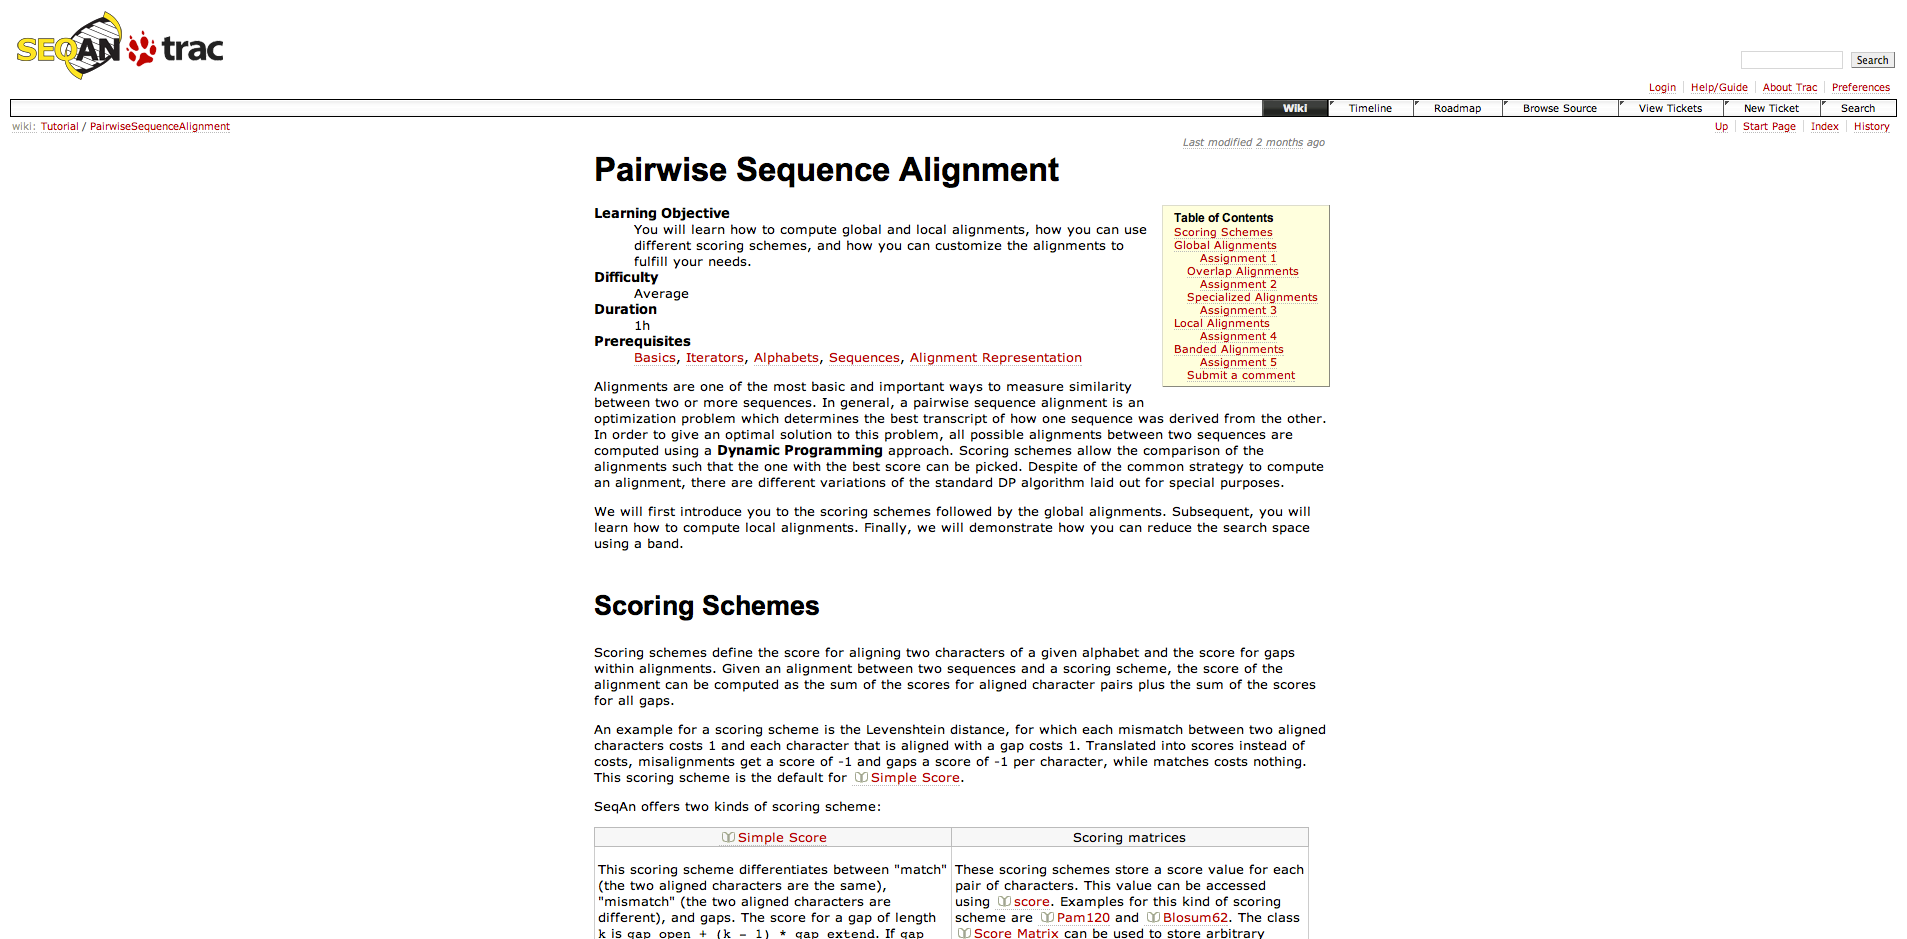 SEQAN trac
Search
Login Help/Guide About Trac Preferences
Wiki Timeline Roadmap Browse Source View Tickets New Ticket Search
wiki: Tutorial / PairwiseSequenceAlignment
Up Start Page Index History
Last modified 2 months ago
Pairwise Sequence Alignment
Learning Objective
You will learn how to compute global and local alignments, how you can use
different scoring schemes, and how you can customize the alignments to
fulfill your needs.
Difficulty
Average
Duration
1h
Prerequisites
Basics, Iterators, Alphabets, Sequences, Alignment Representation
Table of Contents
Scoring Schemes
Global Alignments
Assignment 1
Overlap Alignments
Assignment 2
Specialized Alignments
Assignment 3
Local Alignments
Assignment 4
Banded Alignments
Assignment 5
Submit a comment
Alignments are one of the most basic and important ways to measure similarity
between two or more sequences. In general, a pairwise sequence alignment is an
optimization problem which determines the best transcript of how one sequence was derived from the other.
In order to give an optimal solution to this problem, all possible alignments between two sequences are
computed using a Dynamic Programming approach. Scoring schemes allow the comparison of the
alignments such that the one with the best score can be picked. Despite of the common strategy to compute
an alignment, there are different variations of the standard DP algorithm laid out for special purposes.
We will first introduce you to the scoring schemes followed by the global alignments. Subsequent, you will
learn how to compute local alignments. Finally, we will demonstrate how you can reduce the search space
using a band.
Scoring Schemes
Scoring schemes define the score for aligning two characters of a given alphabet and the score for gaps
within alignments. Given an alignment between two sequences and a scoring scheme, the score of the
alignment can be computed as the sum of the scores for aligned character pairs plus the sum of the scores
for all gaps.
An example for a scoring scheme is the Levenshtein distance, for which each mismatch between two aligned
characters costs 1 and each character that is aligned with a gap costs 1. Translated into scores instead of
costs, misalignments get a score of -1 and gaps a score of -1 per character, while matches costs nothing.
This scoring scheme is the default for Simple Score.
SeqAn offers two kinds of scoring scheme:
Simple Score
This scoring scheme differentiates between "match"
(the two aligned characters are the same),
"mismatch" (the two aligned characters are
different), and gaps. The score for a gap of length
k is gap_open + (k - 1) * gap_extend. If gap
Scoring matrices
These scoring schemes store a score value for each
pair of characters. This value can be accessed
using score. Examples for this kind of scoring
scheme are Pam120 and Blosum62. The class
Score Matrix can be used to store arbitrary